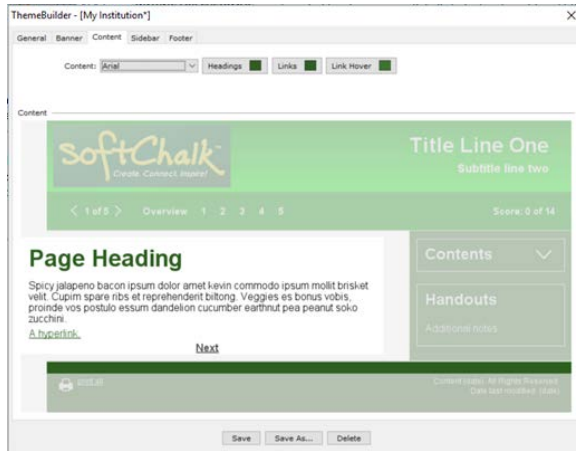 ThemeBuilder - [My Institution*]
General Banner Content Sidebar Footer
Content: Arial Headings Links Link Hover
Content
SoftChalk
Create. Connect. Inspire!
Title Line One
Subtitle line two
1 of 5 Overview 1 2 3 4 5 Score: 0 of 14
Page Heading
Spicy jalapeno bacon ipsum dolor amet kevin commodo ipsum mollit brisket
velit. Cupim spare ribs et reprehenderit biltong. Veggies es bonus vobis,
proinde vos postulo essum dandelion cucumber earthnut pea peanut soko
zucchini.
A hyperlink.
Next
Contents
Handouts
Additional notes
print all
Content {date}. All Rights Reserved.
Date last modified: {date}
Save Save As... Delete